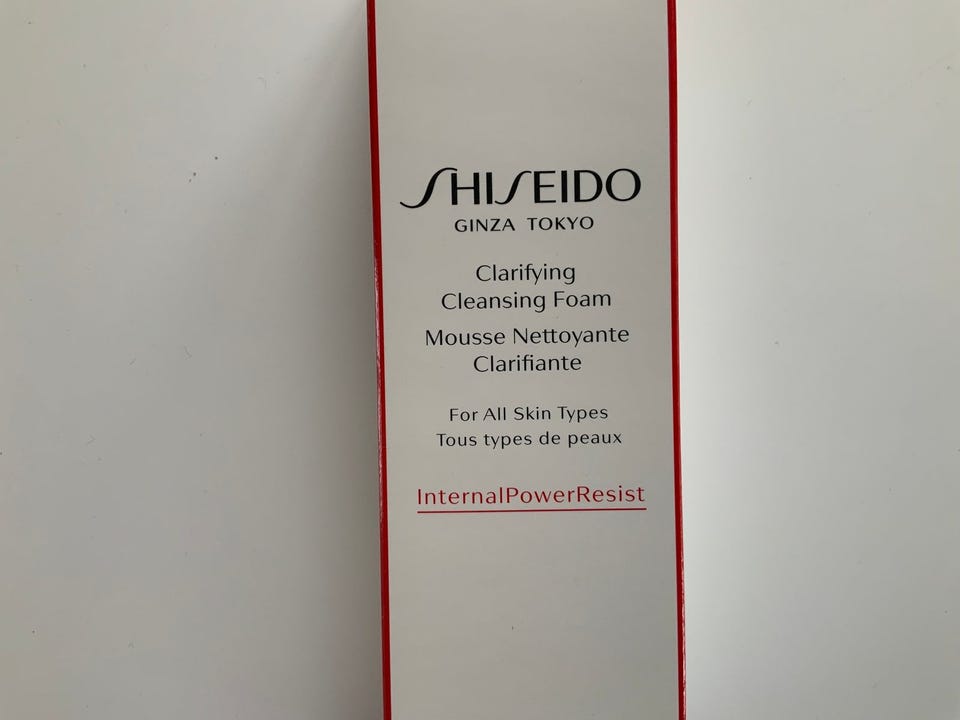 SHISEIDO
GINZA TOKYO
Clarifying
Cleansing Foam
Mousse Nettoyante
Clarifiante
For All Skin Types
Tous types de peaux
InternalPowerResist